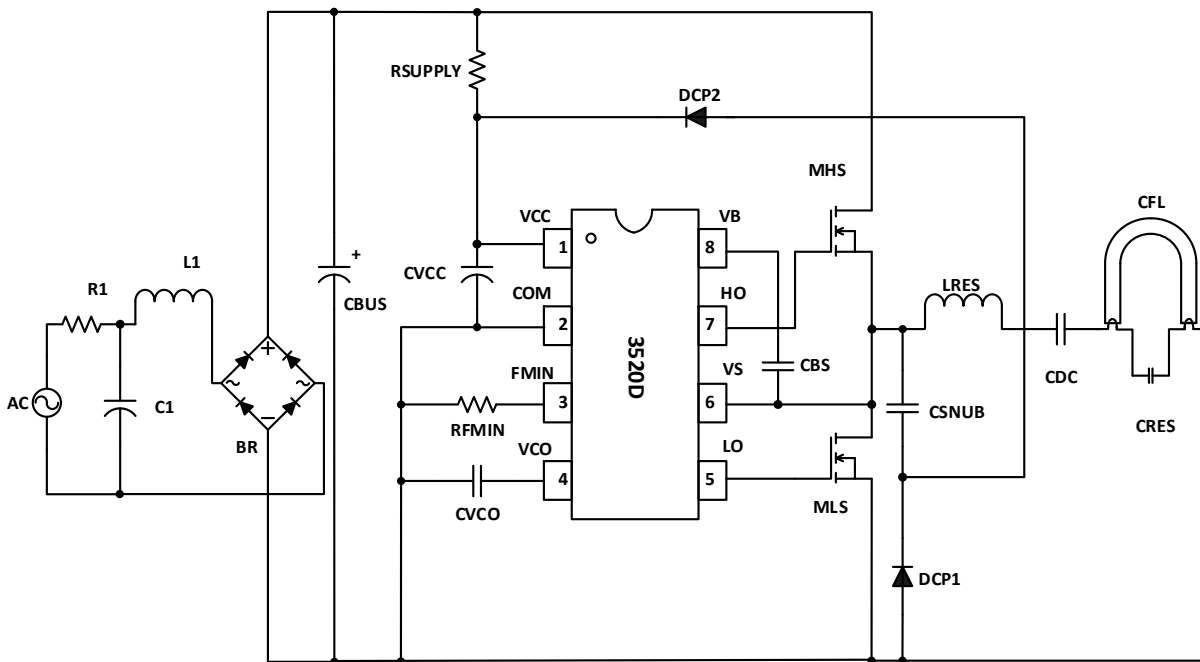 RSUPPLY
DCP2
MHS
CFL
VCC
VB
1
8
L1
+
CVCC
LRES
R1
CBUS
COM
HO
2
7
+
3520D
CBS
CDC
AC
C1
FMIN
VS
3
6
CSNUB
−
BR
RFMIN
CRES
VCO
LO
4
5
CVCO
MLS
DCP1